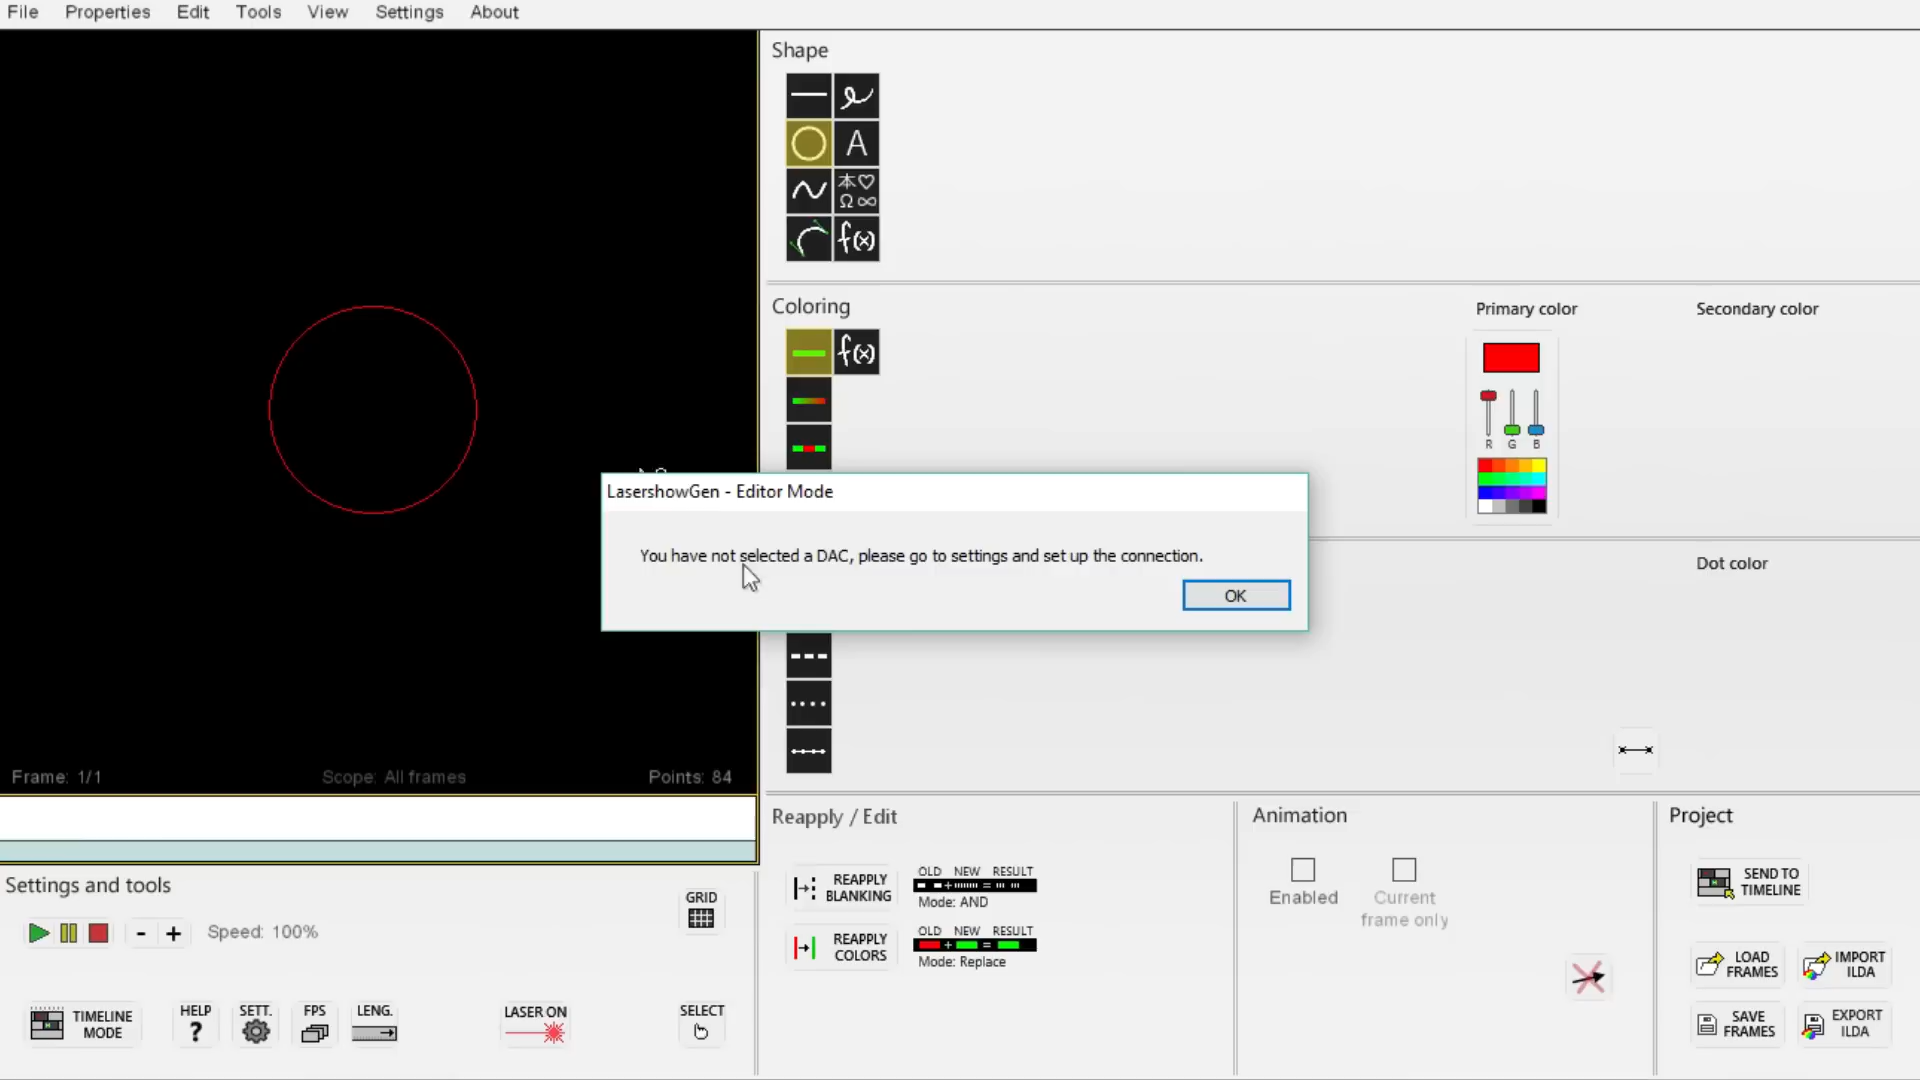 File Properties Edit Tools View Settings About
Shape
A
本♡
Ω∞
f(x)
Coloring
Primary color
Secondary color
f(x)
R G B
LasershowGen - Editor Mode
You have not selected a DAC, please go to settings and set up the connection.
OK
Dot color
Frame: 1/1
Scope: All frames
Points: 84
Settings and tools
GRID
Speed: 100%
TIMELINE
MODE
HELP
?
SETT.
FPS
LENG.
LASER ON
SELECT
Reapply / Edit
REAPPLY
BLANKING
OLD NEW RESULT
Mode: AND
REAPPLY
COLORS
OLD NEW RESULT
Mode: Replace
Animation
Enabled
Current
frame only
Project
SEND TO
TIMELINE
LOAD
FRAMES
IMPORT
ILDA
SAVE
FRAMES
EXPORT
ILDA